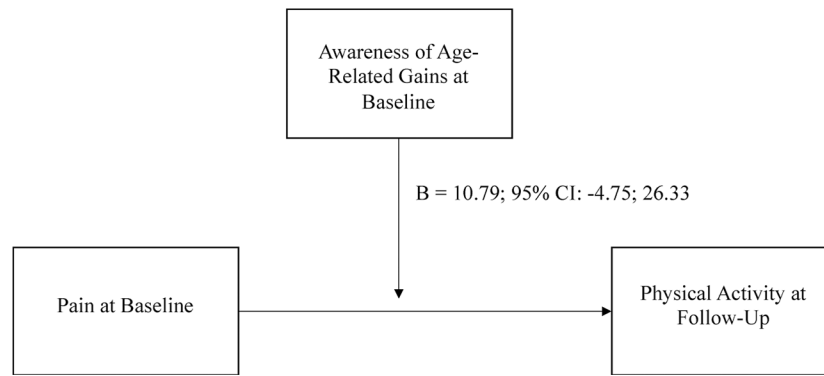 Awareness of Age-
Related Gains at
Baseline
B = 10.79; 95% CI: -4.75; 26.33
Pain at Baseline
Physical Activity at
Follow-Up